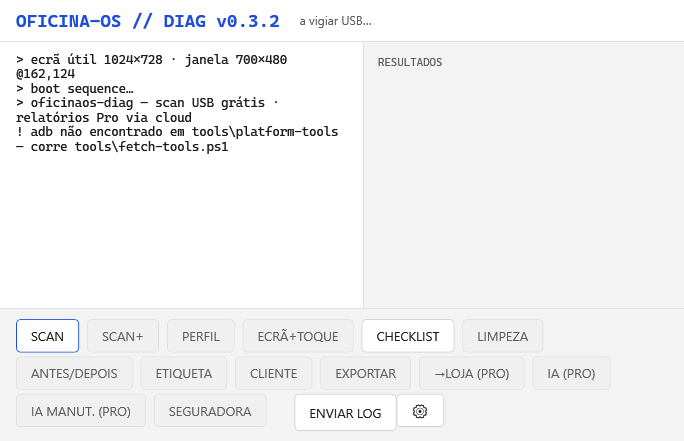 OFICINA-OS // DIAG v0.3.2 a vigiar USB...
> ecrã útil 1024×728 · janela 700×480
@162,124
> boot sequence…
> oficinaos-diag — scan USB grátis ·
relatórios Pro via cloud
! adb não encontrado em tools\platform-tools
— corre tools\fetch-tools.ps1
RESULTADOS
SCAN SCAN+ PERFIL ECRÃ+TOQUE CHECKLIST LIMPEZA
ANTES/DEPOIS ETIQUETA CLIENTE EXPORTAR →LOJA (PRO) IA (PRO)
IA MANUT. (PRO) SEGURADORA ENVIAR LOG